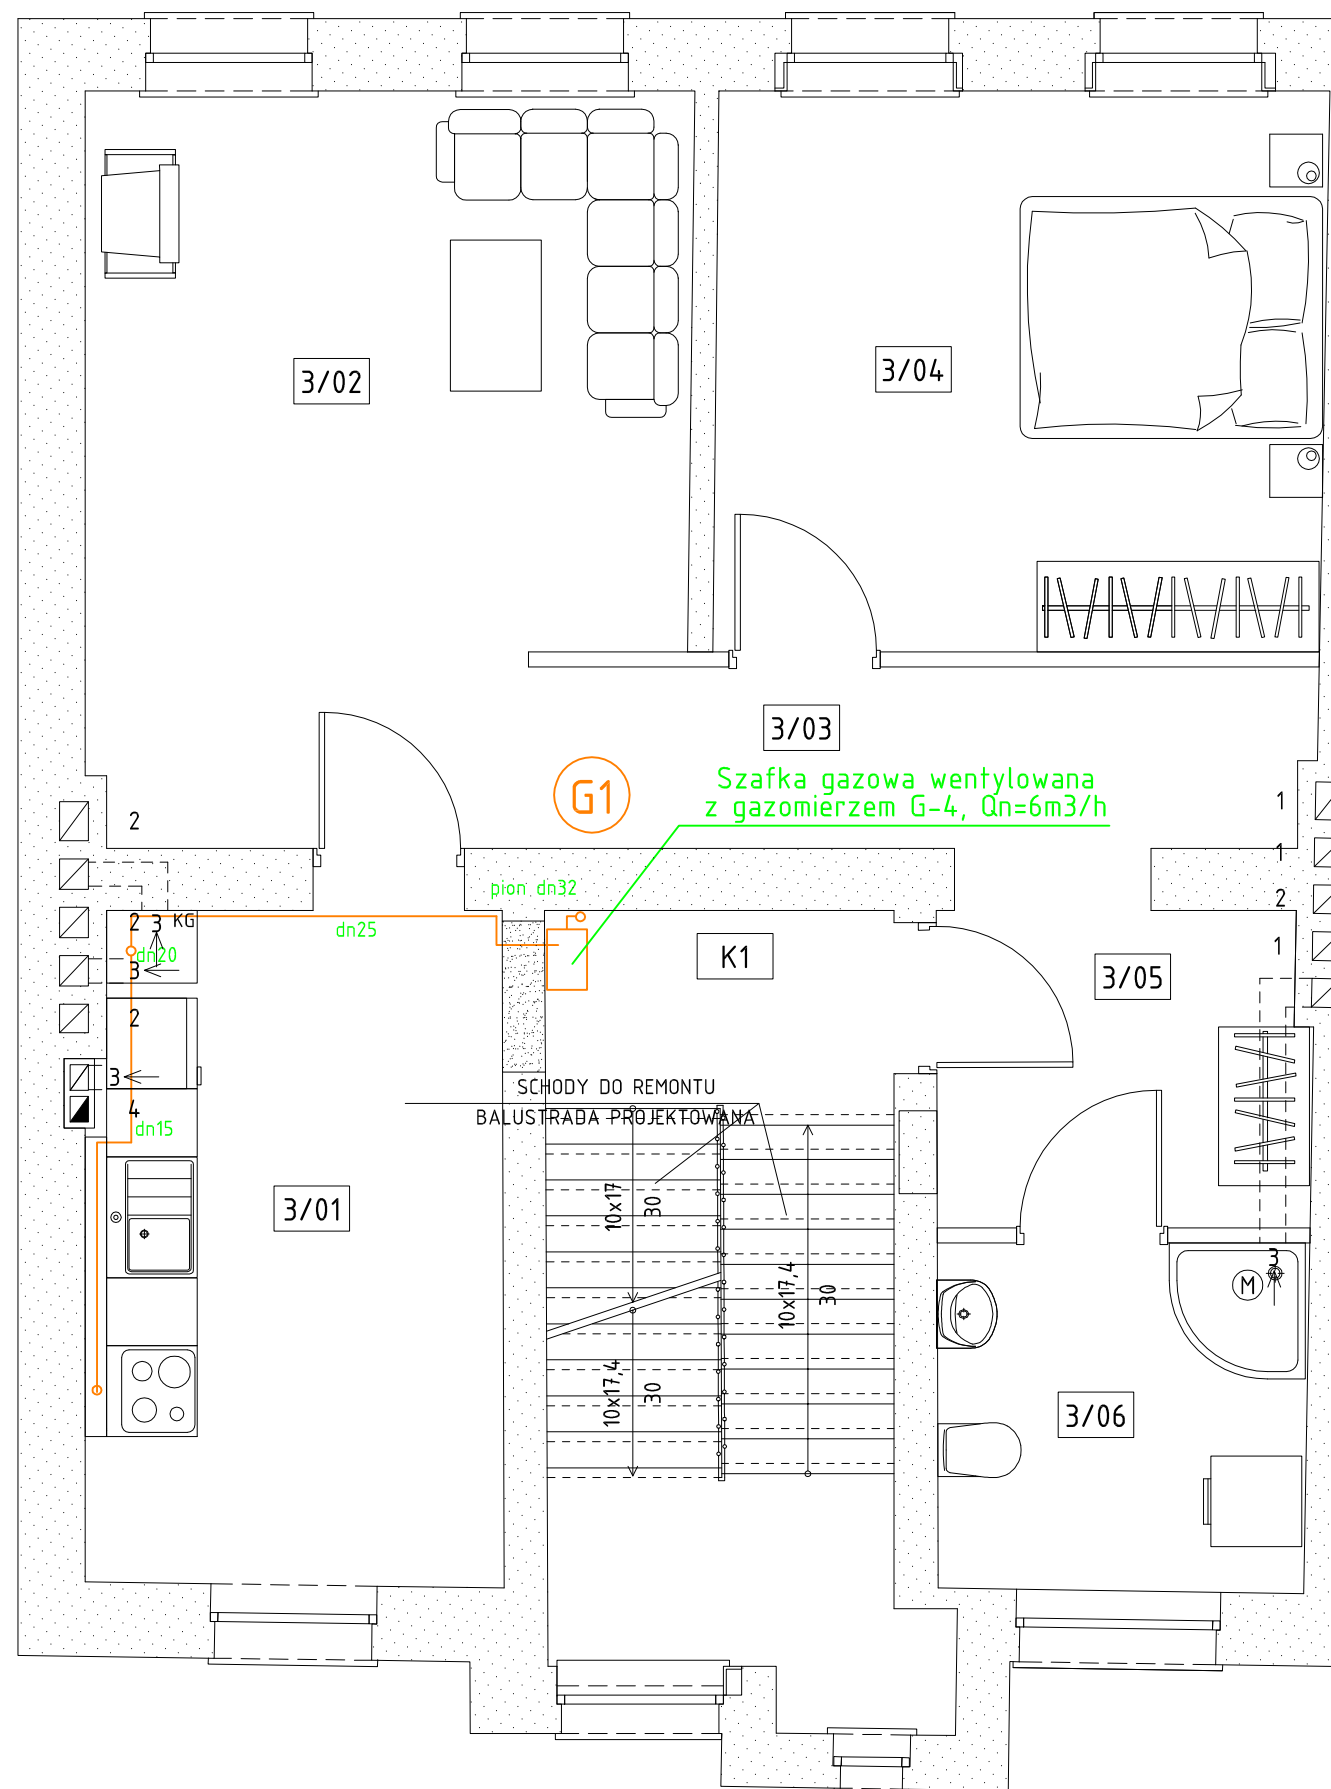 3/02
3/04
3/03
G1
Szafka gazowa wentylowana
z gazomierzem G-4, Qn=6m3/h
2
1
1
pion dn32
2
2
3
KG
dn25
dn20
3
K1
1
3/05
2
3
SCHODY DO REMONTU
BALUSTRADA PROJEKTOWANA
4
dn15
3/01
10x17
30
10x17,4
30
10x17,4
30
3
M
3/06